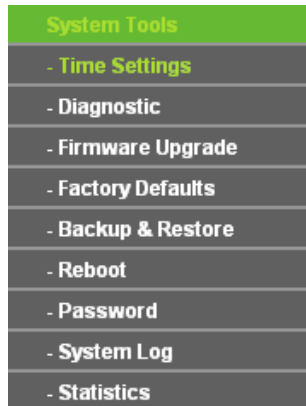 System Tools
- Time Settings
- Diagnostic
- Firmware Upgrade
- Factory Defaults
- Backup & Restore
- Reboot
- Password
- System Log
- Statistics